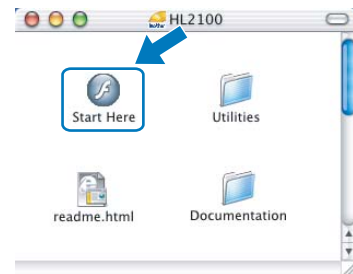 HL2100
Start Here
Utilities
readme.html
Documentation